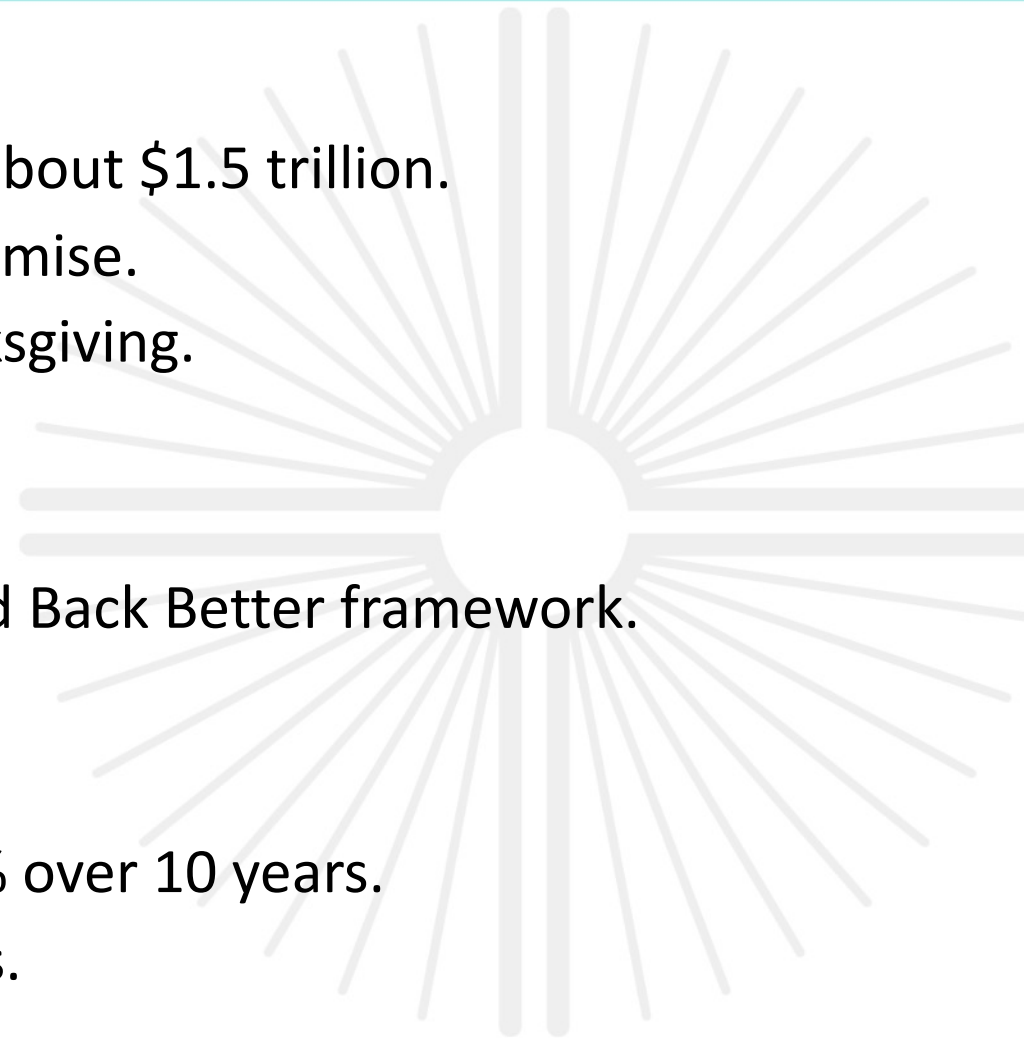 bout $1.5 trillion.
mise.
sgiving.
d Back Better framework.
% over 10 years.
s.